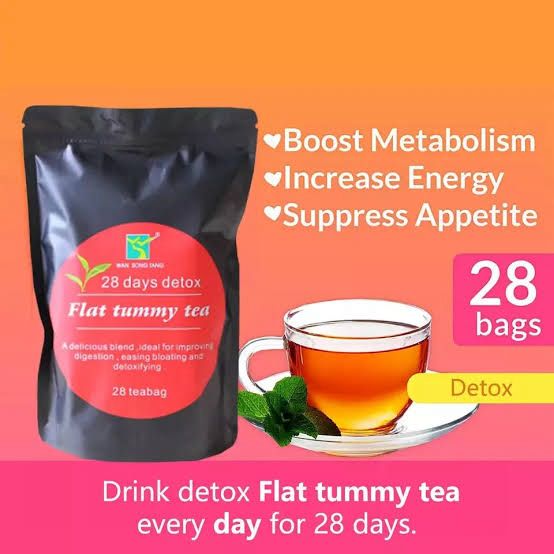 Boost Metabolism
Increase Energy
Suppress Appetite
WAN SONG TANG
28 days detox
Flat tummy tea
A delicious blend ,ideal for improving
digestion , easing bloating and
detoxifying .
28 teabag
28
bags
Detox
Drink detox Flat tummy tea
every day for 28 days.